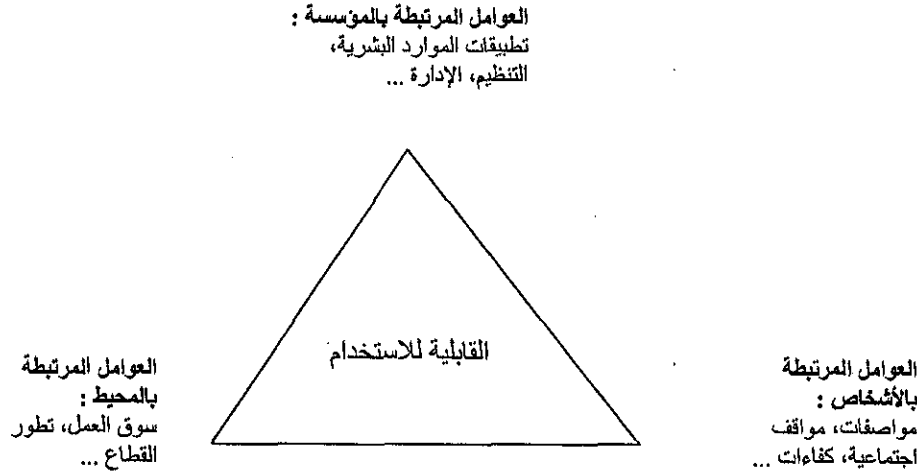 العوامل المرتبطة بالمؤسسة :
تطبيقات الموارد البشرية،
التنظيم، الإدارة ...
القابلية للاستخدام
العوامل المرتبطة
بالأشخاص :
مواصفات، مواقف
اجتماعية، كفاءات ...
العوامل المرتبطة
بالمحيط :
سوق العمل، تطور
القطاع ...